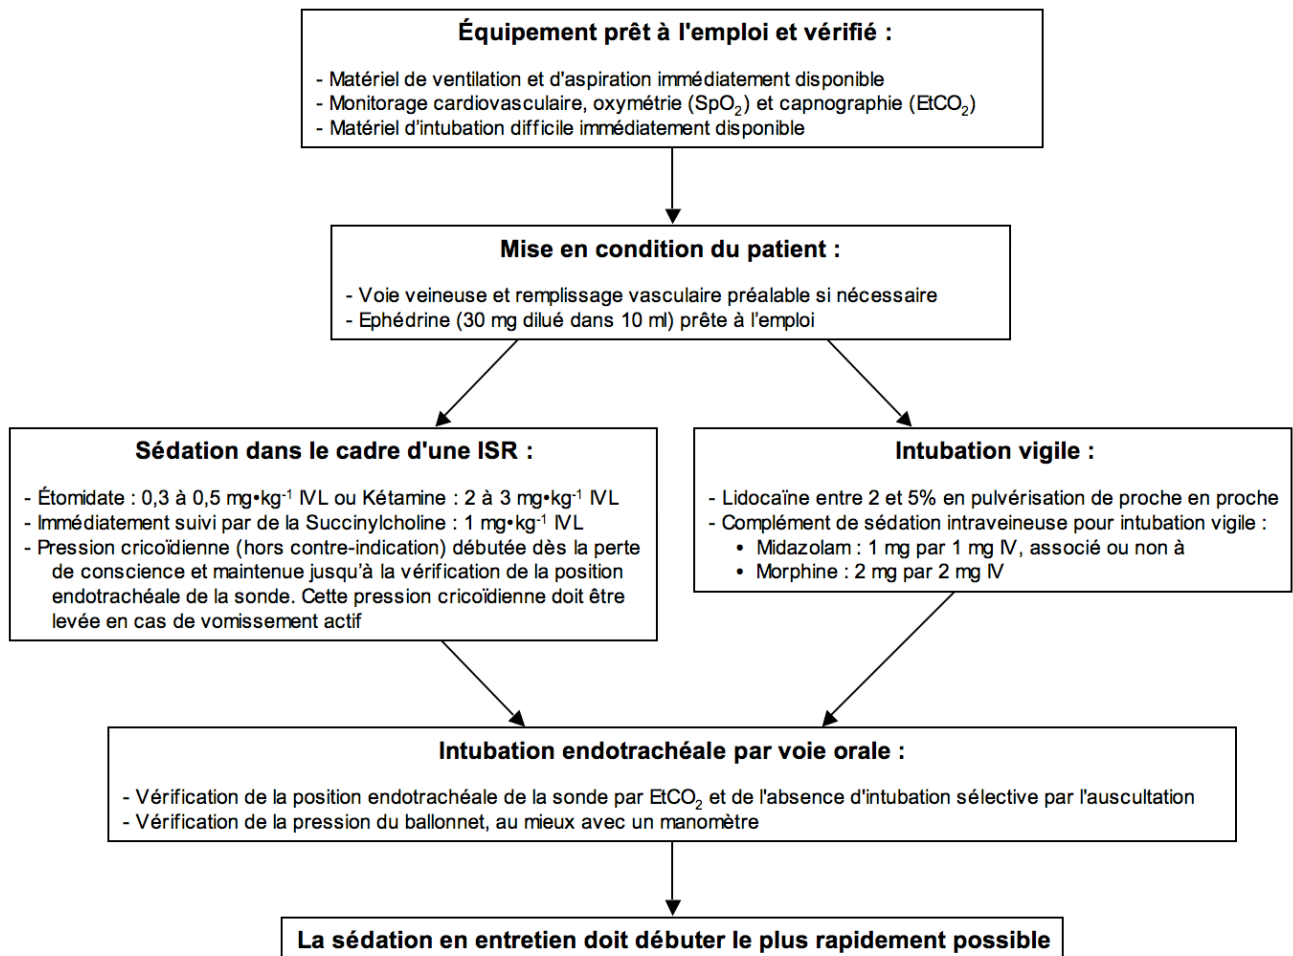 Équipement prêt à l'emploi et vérifié :
- Matériel de ventilation et d'aspiration immédiatement disponible
- Monitorage cardiovasculaire, oxymétrie (SpO₂) et capnographie (EtCO₂)
- Matériel d'intubation difficile immédiatement disponible
Mise en condition du patient :
- Voie veineuse et remplissage vasculaire préalable si nécessaire
- Ephédrine (30 mg dilué dans 10 ml) prête à l'emploi
Sédation dans le cadre d'une ISR :
- Étomidate : 0,3 à 0,5 mg•kg⁻¹ IVL ou Kétamine : 2 à 3 mg•kg⁻¹ IVL
- Immédiatement suivi par de la Succinylcholine : 1 mg•kg⁻¹ IVL
- Pression cricoïdienne (hors contre-indication) débutée dès la perte
de conscience et maintenue jusqu'à la vérification de la position
endotrachéale de la sonde. Cette pression cricoïdienne doit être
levée en cas de vomissement actif
Intubation vigile :
- Lidocaïne entre 2 et 5% en pulvérisation de proche en proche
- Complément de sédation intraveineuse pour intubation vigile :
• Midazolam : 1 mg par 1 mg IV, associé ou non à
• Morphine : 2 mg par 2 mg IV
Intubation endotrachéale par voie orale :
- Vérification de la position endotrachéale de la sonde par EtCO₂ et de l'absence d'intubation sélective par l'auscultation
- Vérification de la pression du ballonnet, au mieux avec un manomètre
La sédation en entretien doit débuter le plus rapidement possible